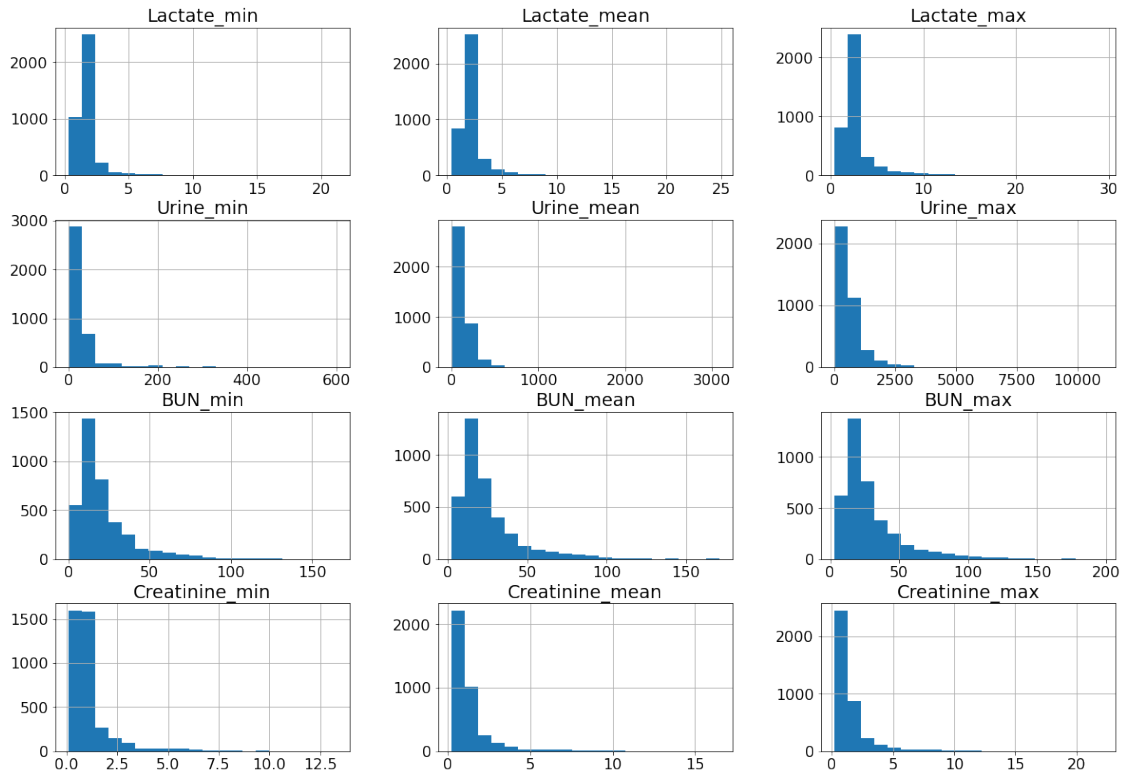 Lactate_min Lactate_mean Lactate_max
2000 2000 2000
1000 1000 1000
0 0 0
0 5 10 15 20 0 5 10 15 20 25 0 10 20 30
Urine_min Urine_mean Urine_max
3000
2000 2000 2000
1000 1000 1000
0 0 0
0 200 400 600 0 1000 2000 3000 0 2500 5000 7500 10000
BUN_min BUN_mean BUN_max
1500
1000 1000 1000
500 500 500
0 0 0
0 50 100 150 0 50 100 150 0 50 100 150 200
Creatinine_min Creatinine_mean Creatinine_max
1500 2000 2000
1000 1000 1000
500
0 0 0
0.0 2.5 5.0 7.5 10.0 12.5 0 5 10 15 0 5 10 15 20